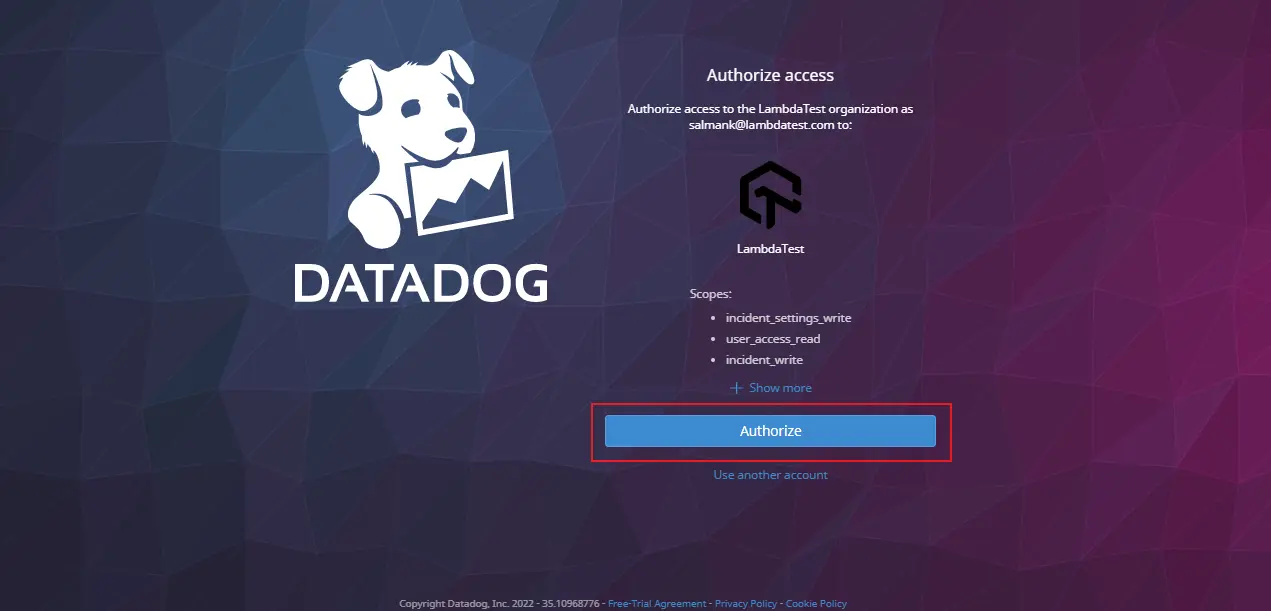 DATADOG
Authorize access
Authorize access to the LambdaTest organization as
salmank@lambdatest.com to:
LambdaTest
Scopes:
• incident_settings_write
• user_access_read
• incident_write
+ Show more
Authorize
Use another account
Copyright Datadog, Inc. 2022 - 35.10968776 - Free-Trial Agreement - Privacy Policy - Cookie Policy